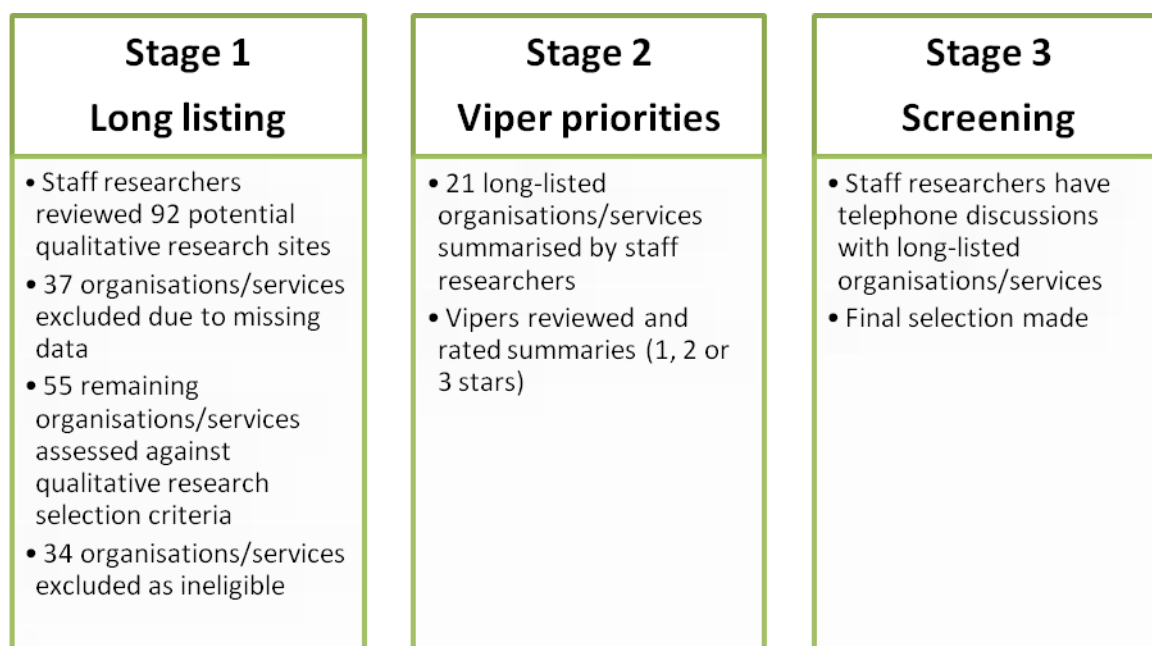 Stage 1
Long listing
• Staff researchers
reviewed 92 potential
qualitative research sites
• 37 organisations/services
excluded due to missing
data
• 55 remaining
organisations/services
assessed against
qualitative research
selection criteria
• 34 organisations/services
excluded as ineligible
Stage 2
Viper priorities
• 21 long-listed
organisations/services
summarised by staff
researchers
• Vipers reviewed and
rated summaries (1, 2 or
3 stars)
Stage 3
Screening
• Staff researchers have
telephone discussions
with long-listed
organisations/services
• Final selection made